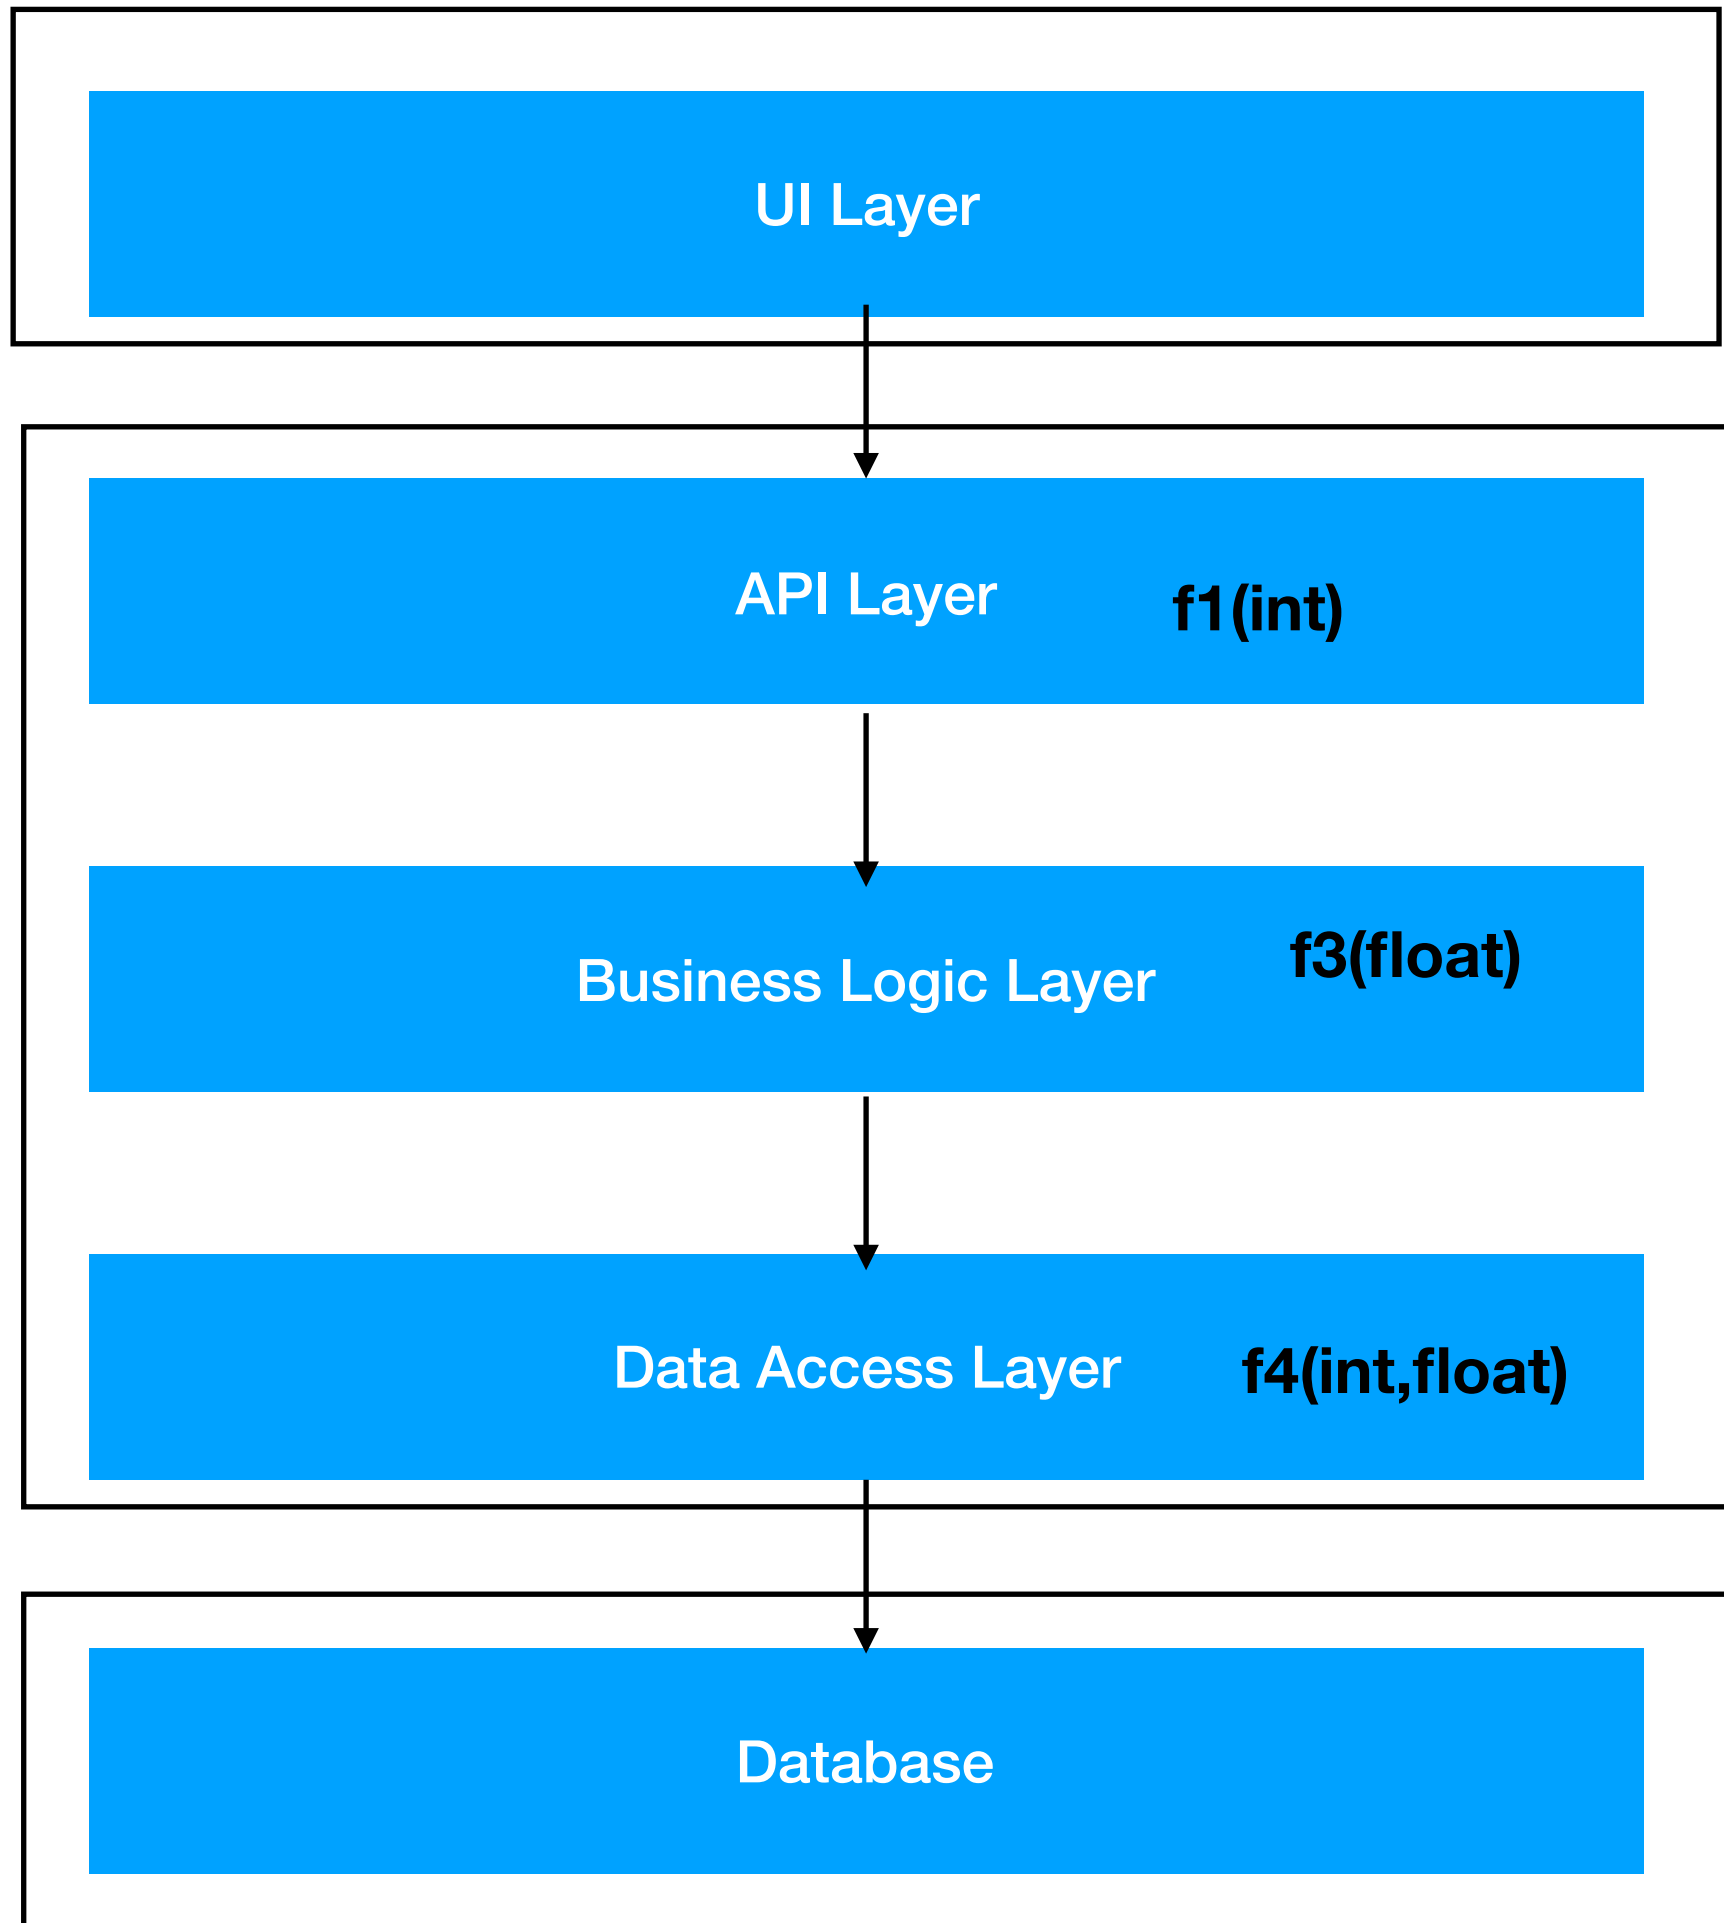 UI Layer
API Layer
f1(int)
Business Logic Layer
f3(float)
Data Access Layer
f4(int,float)
Database